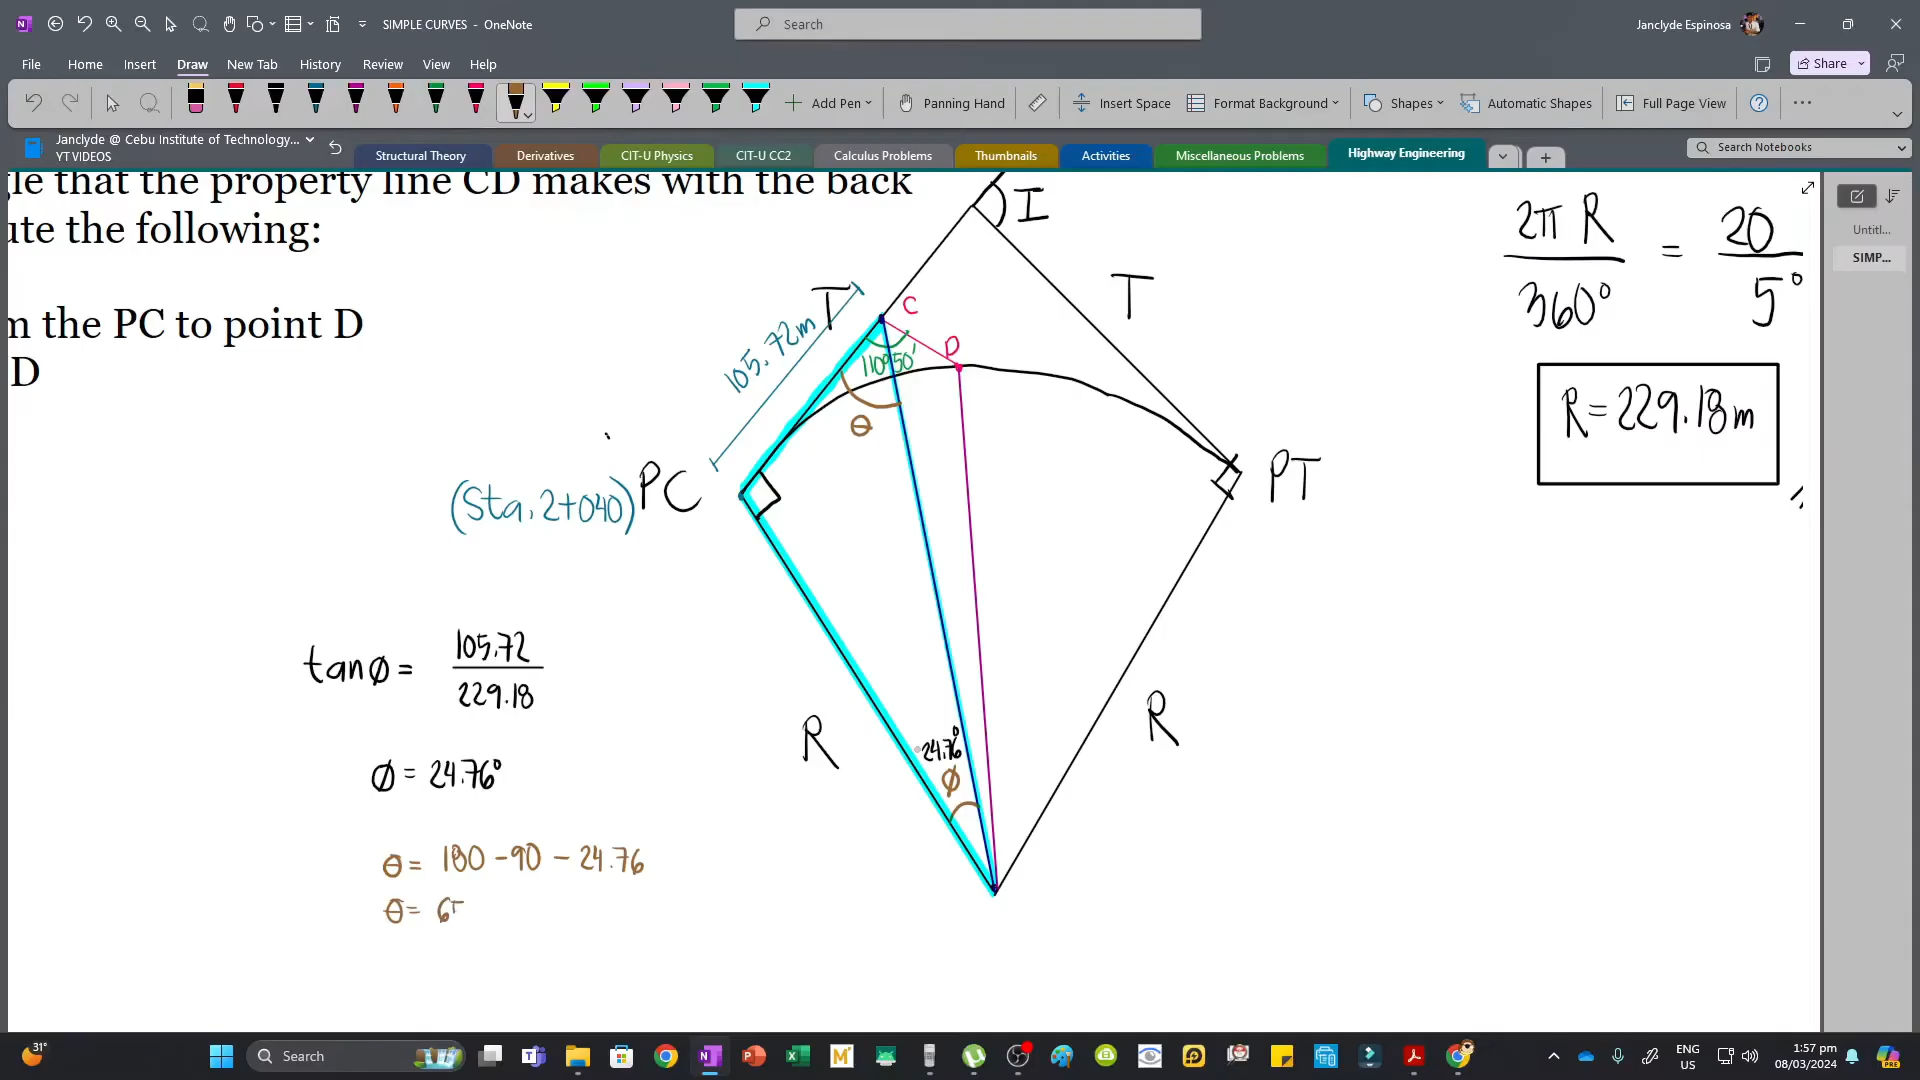 SIMPLE CURVES - OneNote
Search
Janclyde Espinosa
File Home Insert Draw New Tab History Review View Help
Share
Add Pen
Panning Hand
Insert Space
Format Background
Shapes
Automatic Shapes
Full Page View
Janclyde @ Cebu Institute of Technology...
YT VIDEOS
Structural Theory
Derivatives
CIT-U Physics
CIT-U CC2
Calculus Problems
Thumbnails
Activities
Miscellaneous Problems
Highway Engineering
Search Notebooks
Untitl...
SIMP...
gle that the property line CD makes with the back
ute the following:
m the PC to point D
D
I
T
T
C
D
105.72m
110°50'
θ
(Sta. 2+040) PC
PT
R
R
24.76°
ϕ
2π R / 360° = 20 / 5°
R = 229.18m
tanϕ = 105.72 / 229.18
ϕ = 24.76°
θ = 180 - 90 - 24.76
θ = 6
31°
Search
ENG
US
1:57 pm
08/03/2024